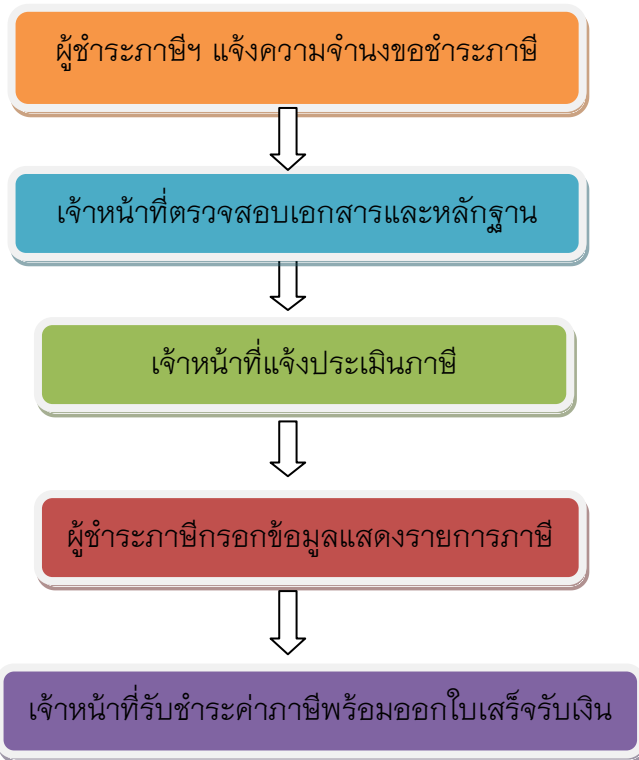 ผู้ชำระภาษีฯ แจ้งความจำนงขอชำระภาษี
เจ้าหน้าที่ตรวจสอบเอกสารและหลักฐาน
เจ้าหน้าที่แจ้งประเมินภาษี
ผู้ชำระภาษีกรอกข้อมูลแสดงรายการภาษี
เจ้าหน้าที่รับชำระค่าภาษีพร้อมออกใบเสร็จรับเงิน